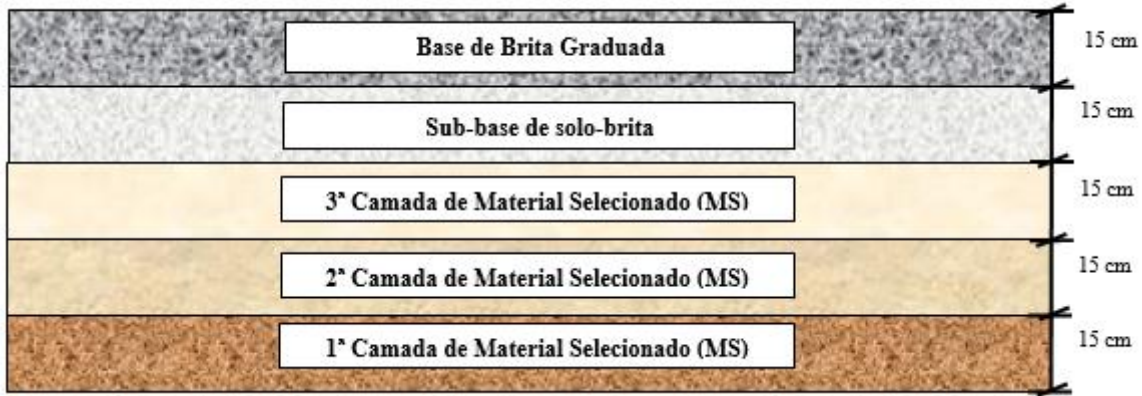 Base de Brita Graduada
15 cm
Sub-base de solo-brita
15 cm
3ª Camada de Material Selecionado (MS)
15 cm
2ª Camada de Material Selecionado (MS)
15 cm
1ª Camada de Material Selecionado (MS)
15 cm